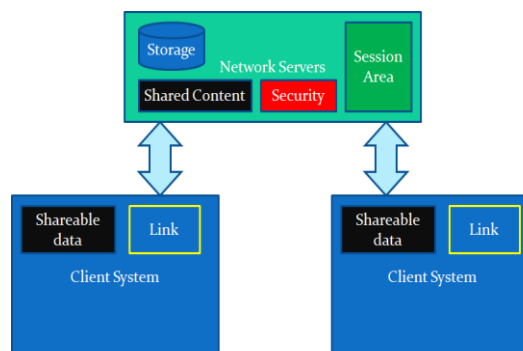 Storage
Network Servers
Session
Area
Shared Content
Security
Shareable
data
Link
Client System
Shareable
data
Link
Client System